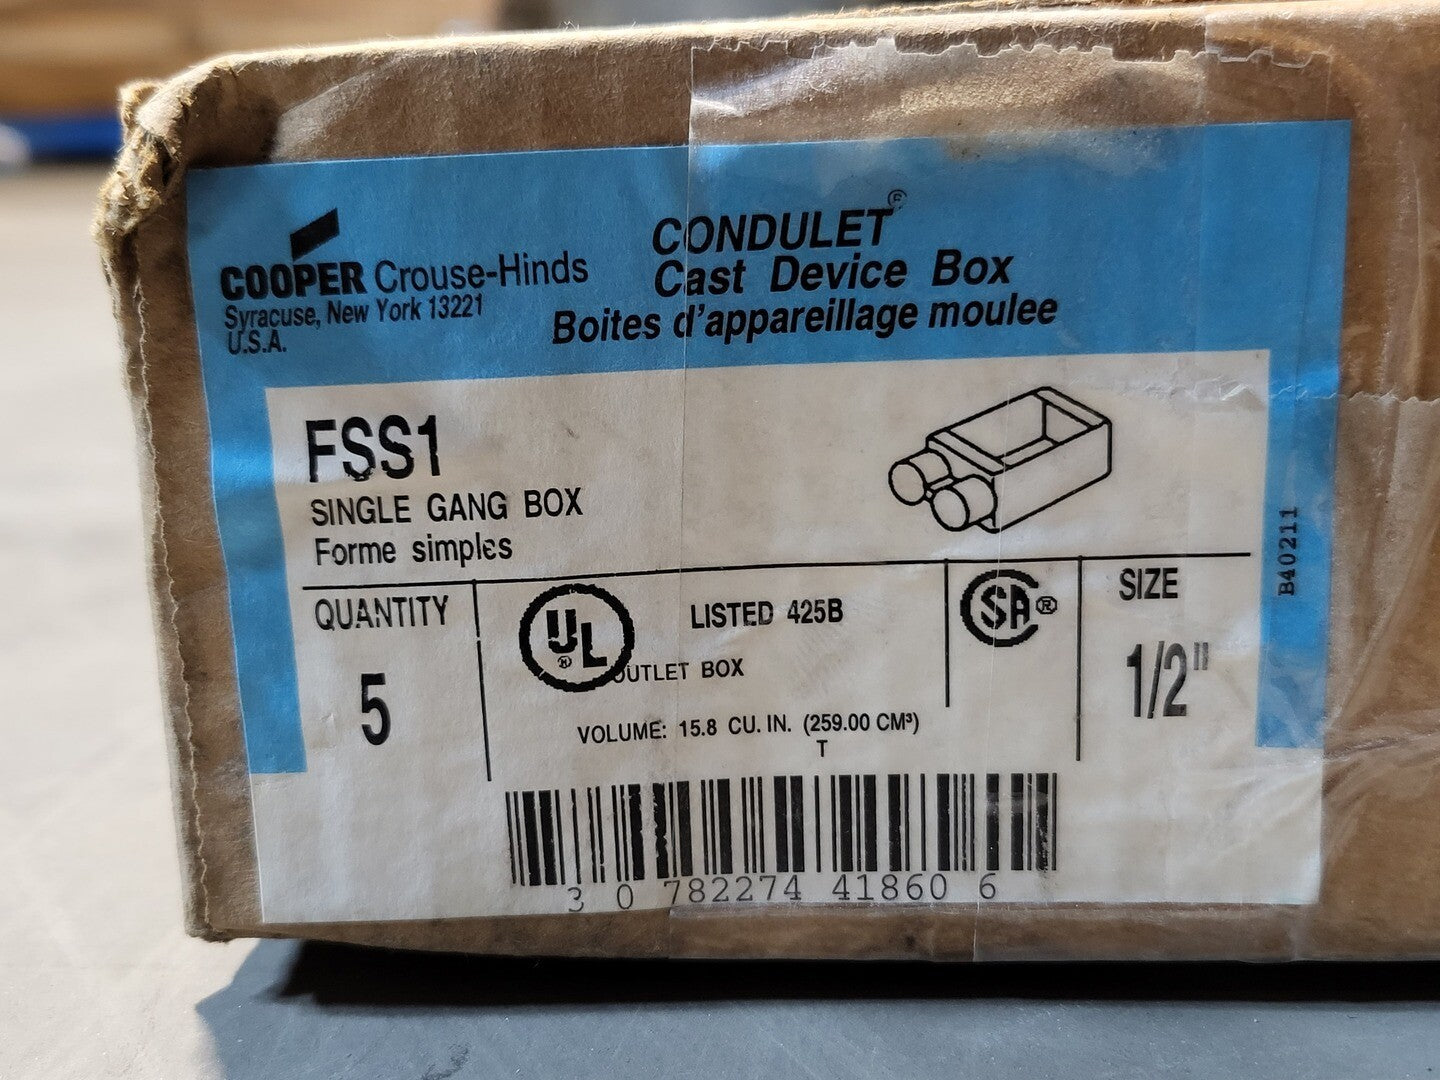 CONDULET®
COOPER Crouse-Hinds
Cast Device Box
Syracuse, New York 13221
U.S.A.
Boites d'appareillage moulee
FSS1
SINGLE GANG BOX
Forme simples
B40211
QUANTITY
5
UL®
LISTED 425B
OUTLET BOX
VOLUME: 15.8 CU. IN. (259.00 CM³)
T
SA®
SIZE
1/2"
3 0 782274 41860 6